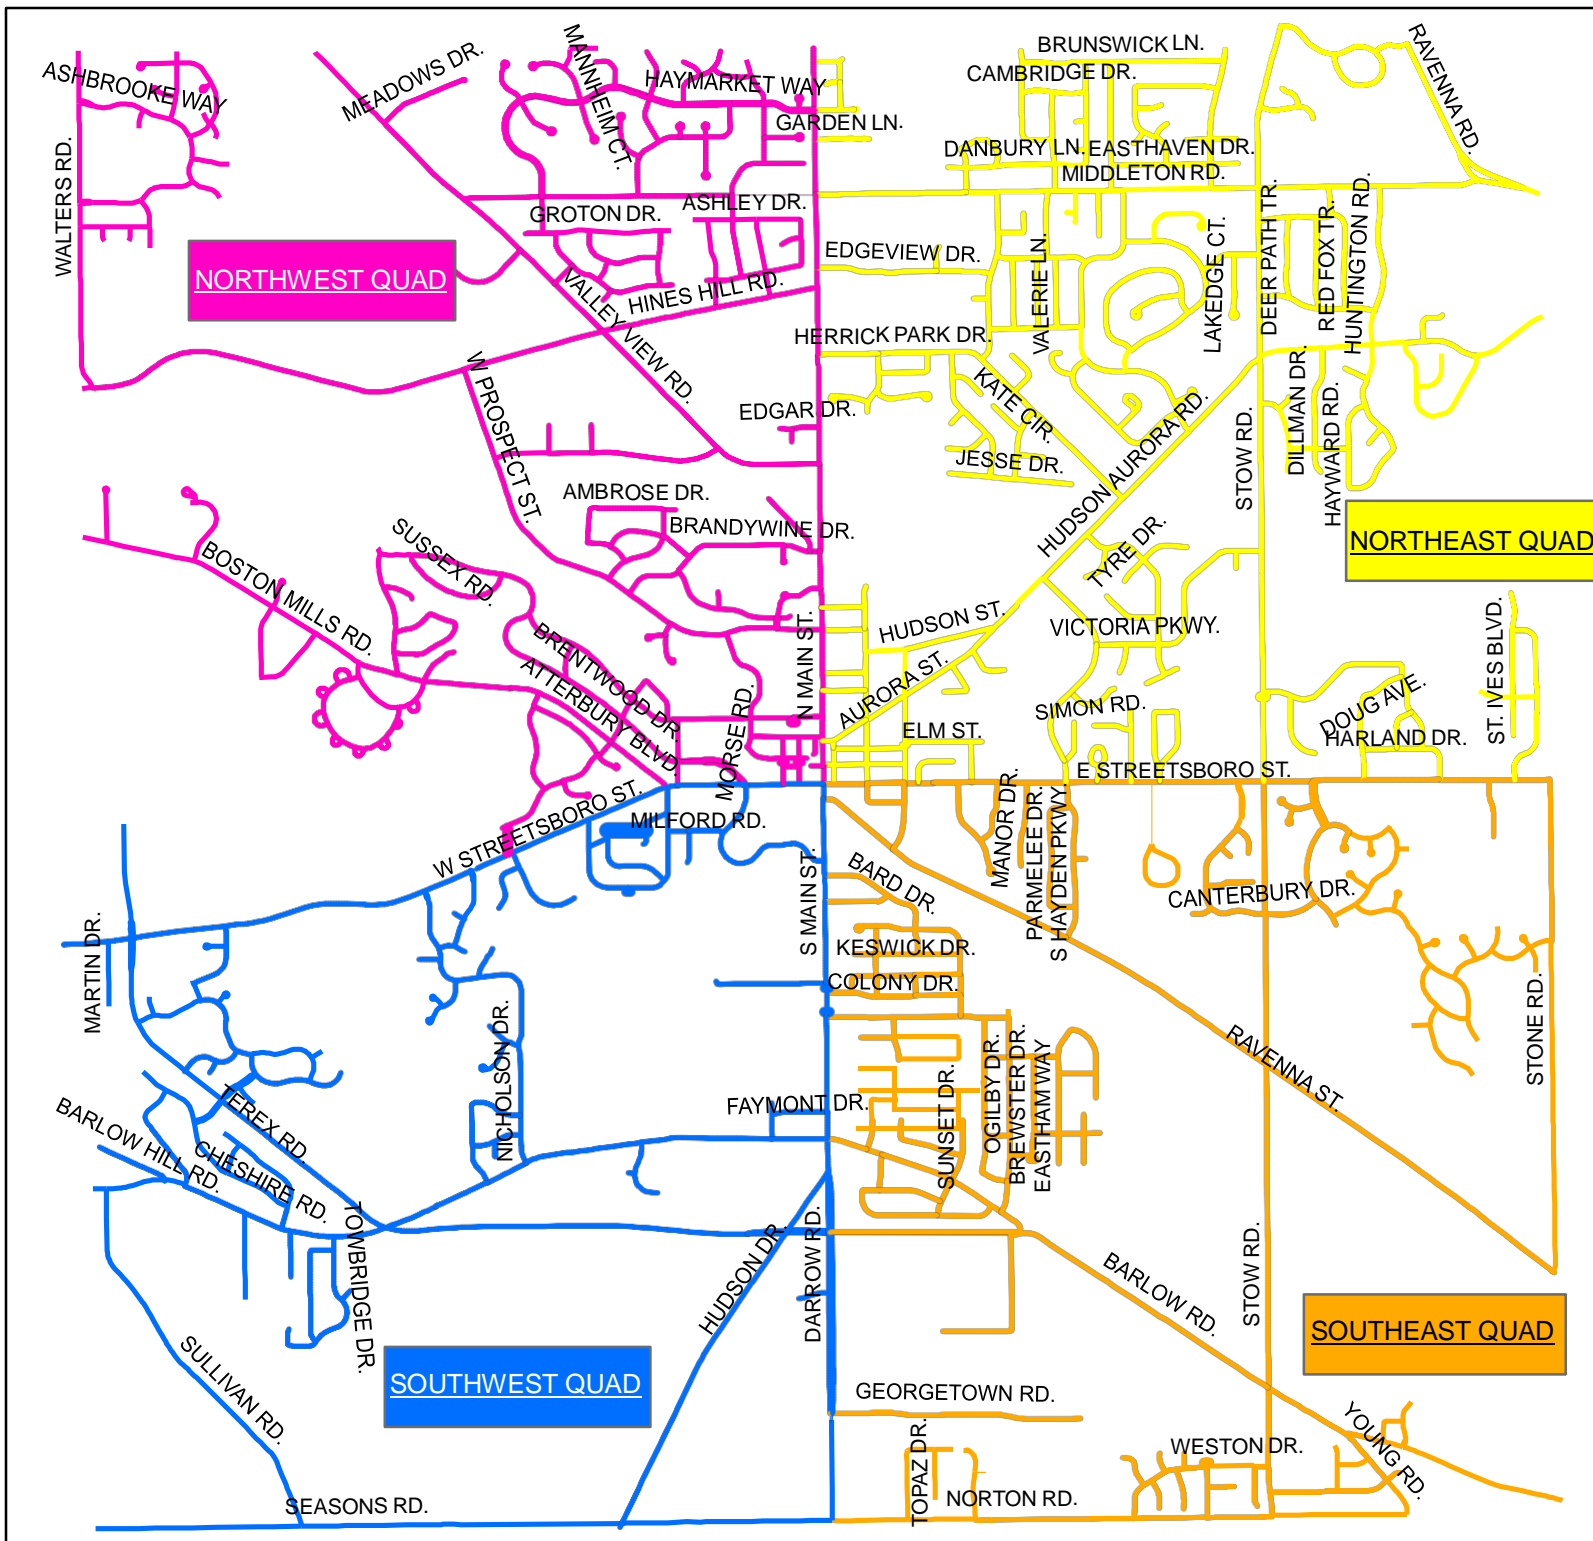 BRUNSWICK LN.
RAVENNA RD.
MEADOWS DR.
MANNHEIM CT.
ASHBROOKE WAY
HAYMARKET WAY
CAMBRIDGE DR.
GARDEN LN.
DANBURY LN.
EASTHAVEN DR.
MIDDLETON RD.
WALTERS RD.
GROTON DR.
ASHLEY DR.
EDGEVIEW DR.
VALERIE LN.
LAKEDGE CT.
DEER PATH TR.
RED FOX TR.
HUNTINGTON RD.
NORTHWEST QUAD
VALLEY VIEW RD.
HINES HILL RD.
HERRICK PARK DR.
W PROSPECT ST.
EDGAR DR.
KATE CIR.
HUDSON AURORA RD.
STOW RD.
DILLMAN DR.
HAYWARD RD.
JESSE DR.
AMBROSE DR.
BRANDYWINE DR.
SUSSEX RD.
TYRE DR.
NORTHEAST QUAD
BOSTON MILLS RD.
HUDSON ST.
VICTORIA PKWY.
ST. IVES BLVD.
BRENTWOOD DR.
ATTERBURY BLVD.
MORSE RD.
N MAIN ST.
AURORA ST.
SIMON RD.
DOUG AVE.
ELM ST.
HARLAND DR.
E STREETSBORO ST.
W STREETSBORO ST.
MILFORD RD.
MANOR DR.
PARMELEE DR.
S HAYDEN PKWY.
S MAIN ST.
BARD DR.
CANTERBURY DR.
MARTIN DR.
KESWICK DR.
COLONY DR.
NICHOLSON DR.
OGILBY DR.
BREWSTER DR.
EASTHAM WAY
SUNSET DR.
RAVENNA ST.
STONE RD.
FAYMONT DR.
TEREX RD.
BARLOW HILL RD.
CHESHIRE RD.
TOWBRIDGE DR.
HUDSON DR.
DARROW RD.
BARLOW RD.
STOW RD.
SOUTHEAST QUAD
SULLIVAN RD.
SOUTHWEST QUAD
GEORGETOWN RD.
YOUNG RD.
TOPAZ DR.
WESTON DR.
SEASONS RD.
NORTON RD.